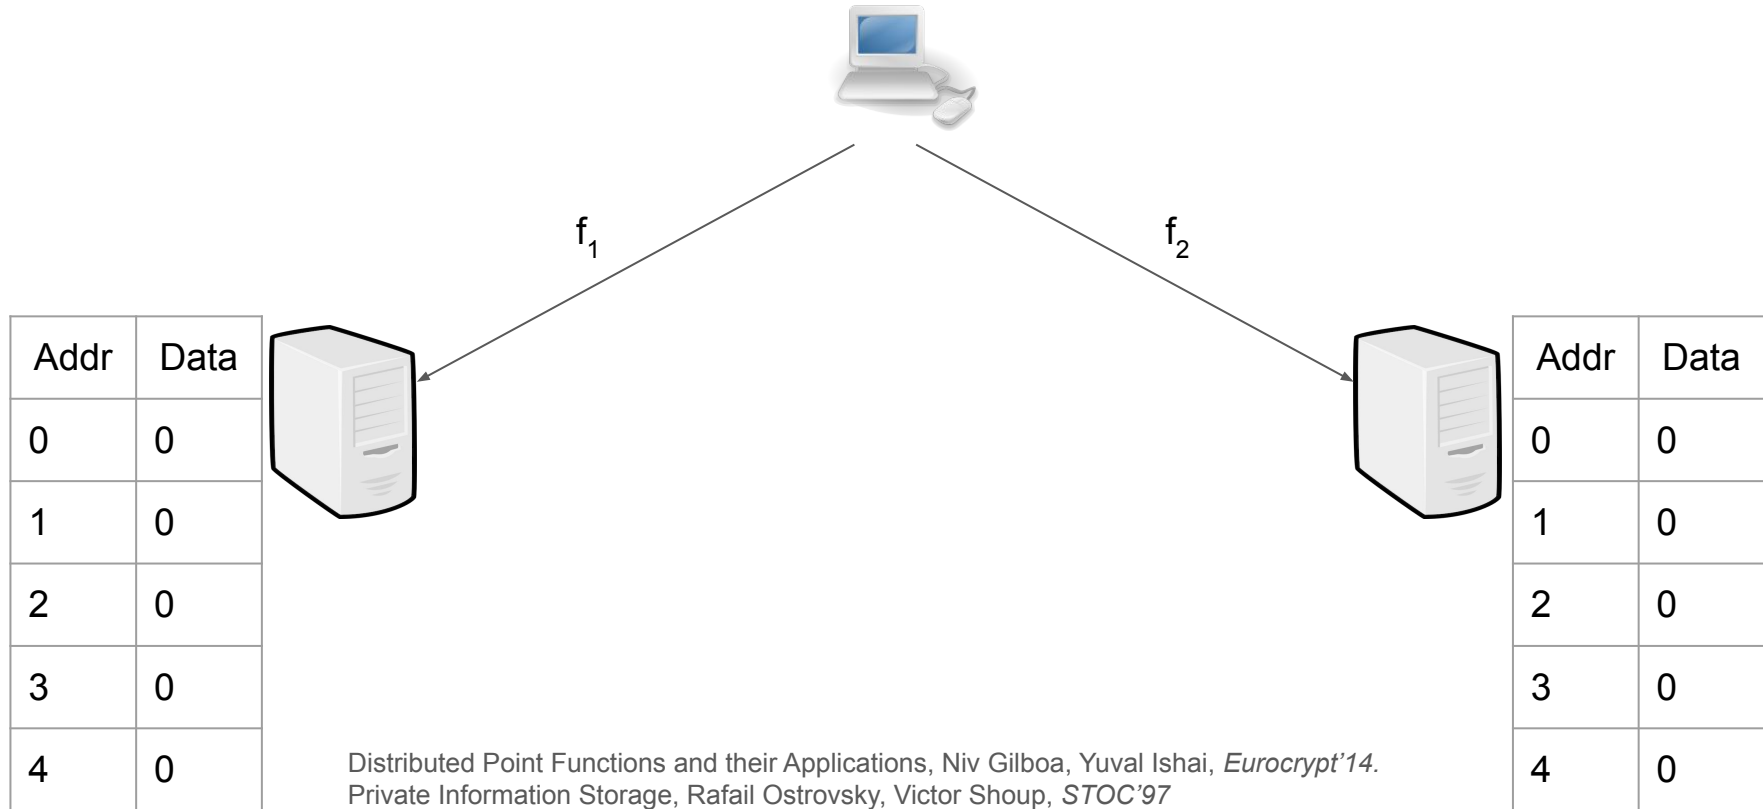 f₁
f₂
Addr Data
0 0
1 0
2 0
3 0
4 0
Addr Data
0 0
1 0
2 0
3 0
4 0
Distributed Point Functions and their Applications, Niv Gilboa, Yuval Ishai, Eurocrypt’14.
Private Information Storage, Rafail Ostrovsky, Victor Shoup, STOC’97